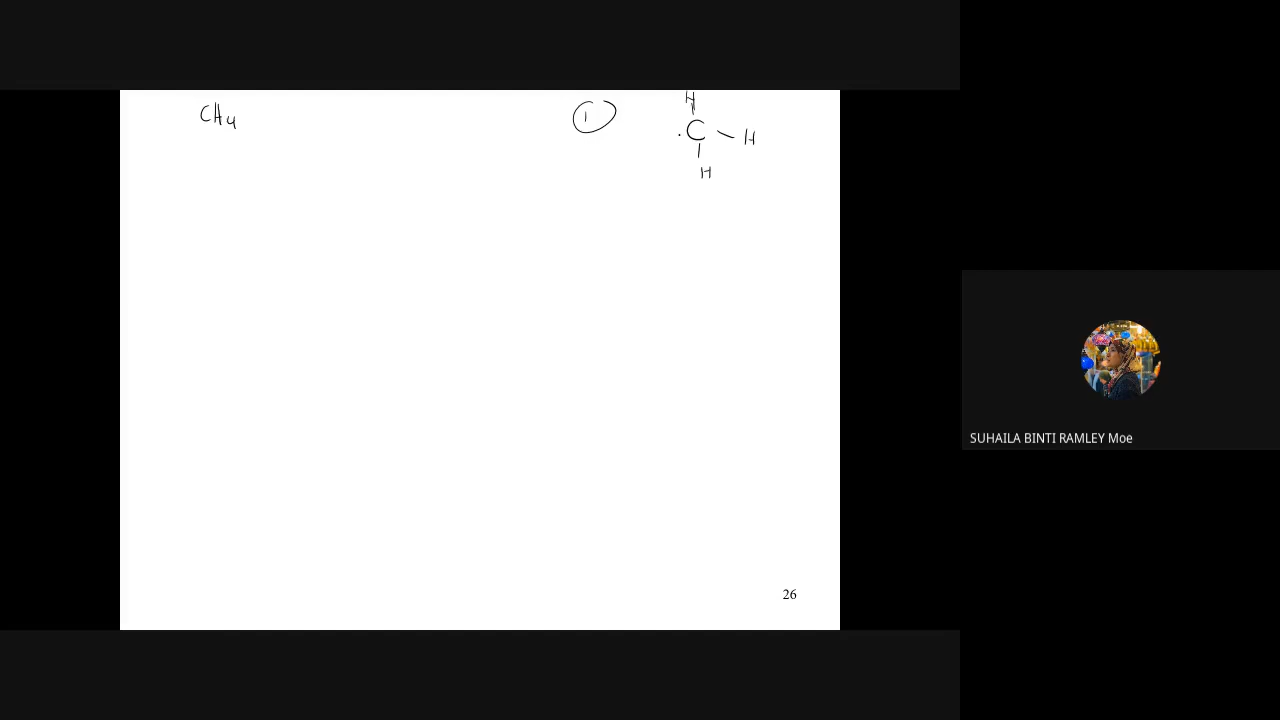 CH4
1
H
·C – H
H
SUHAILA BINTI RAMLEY Moe
26